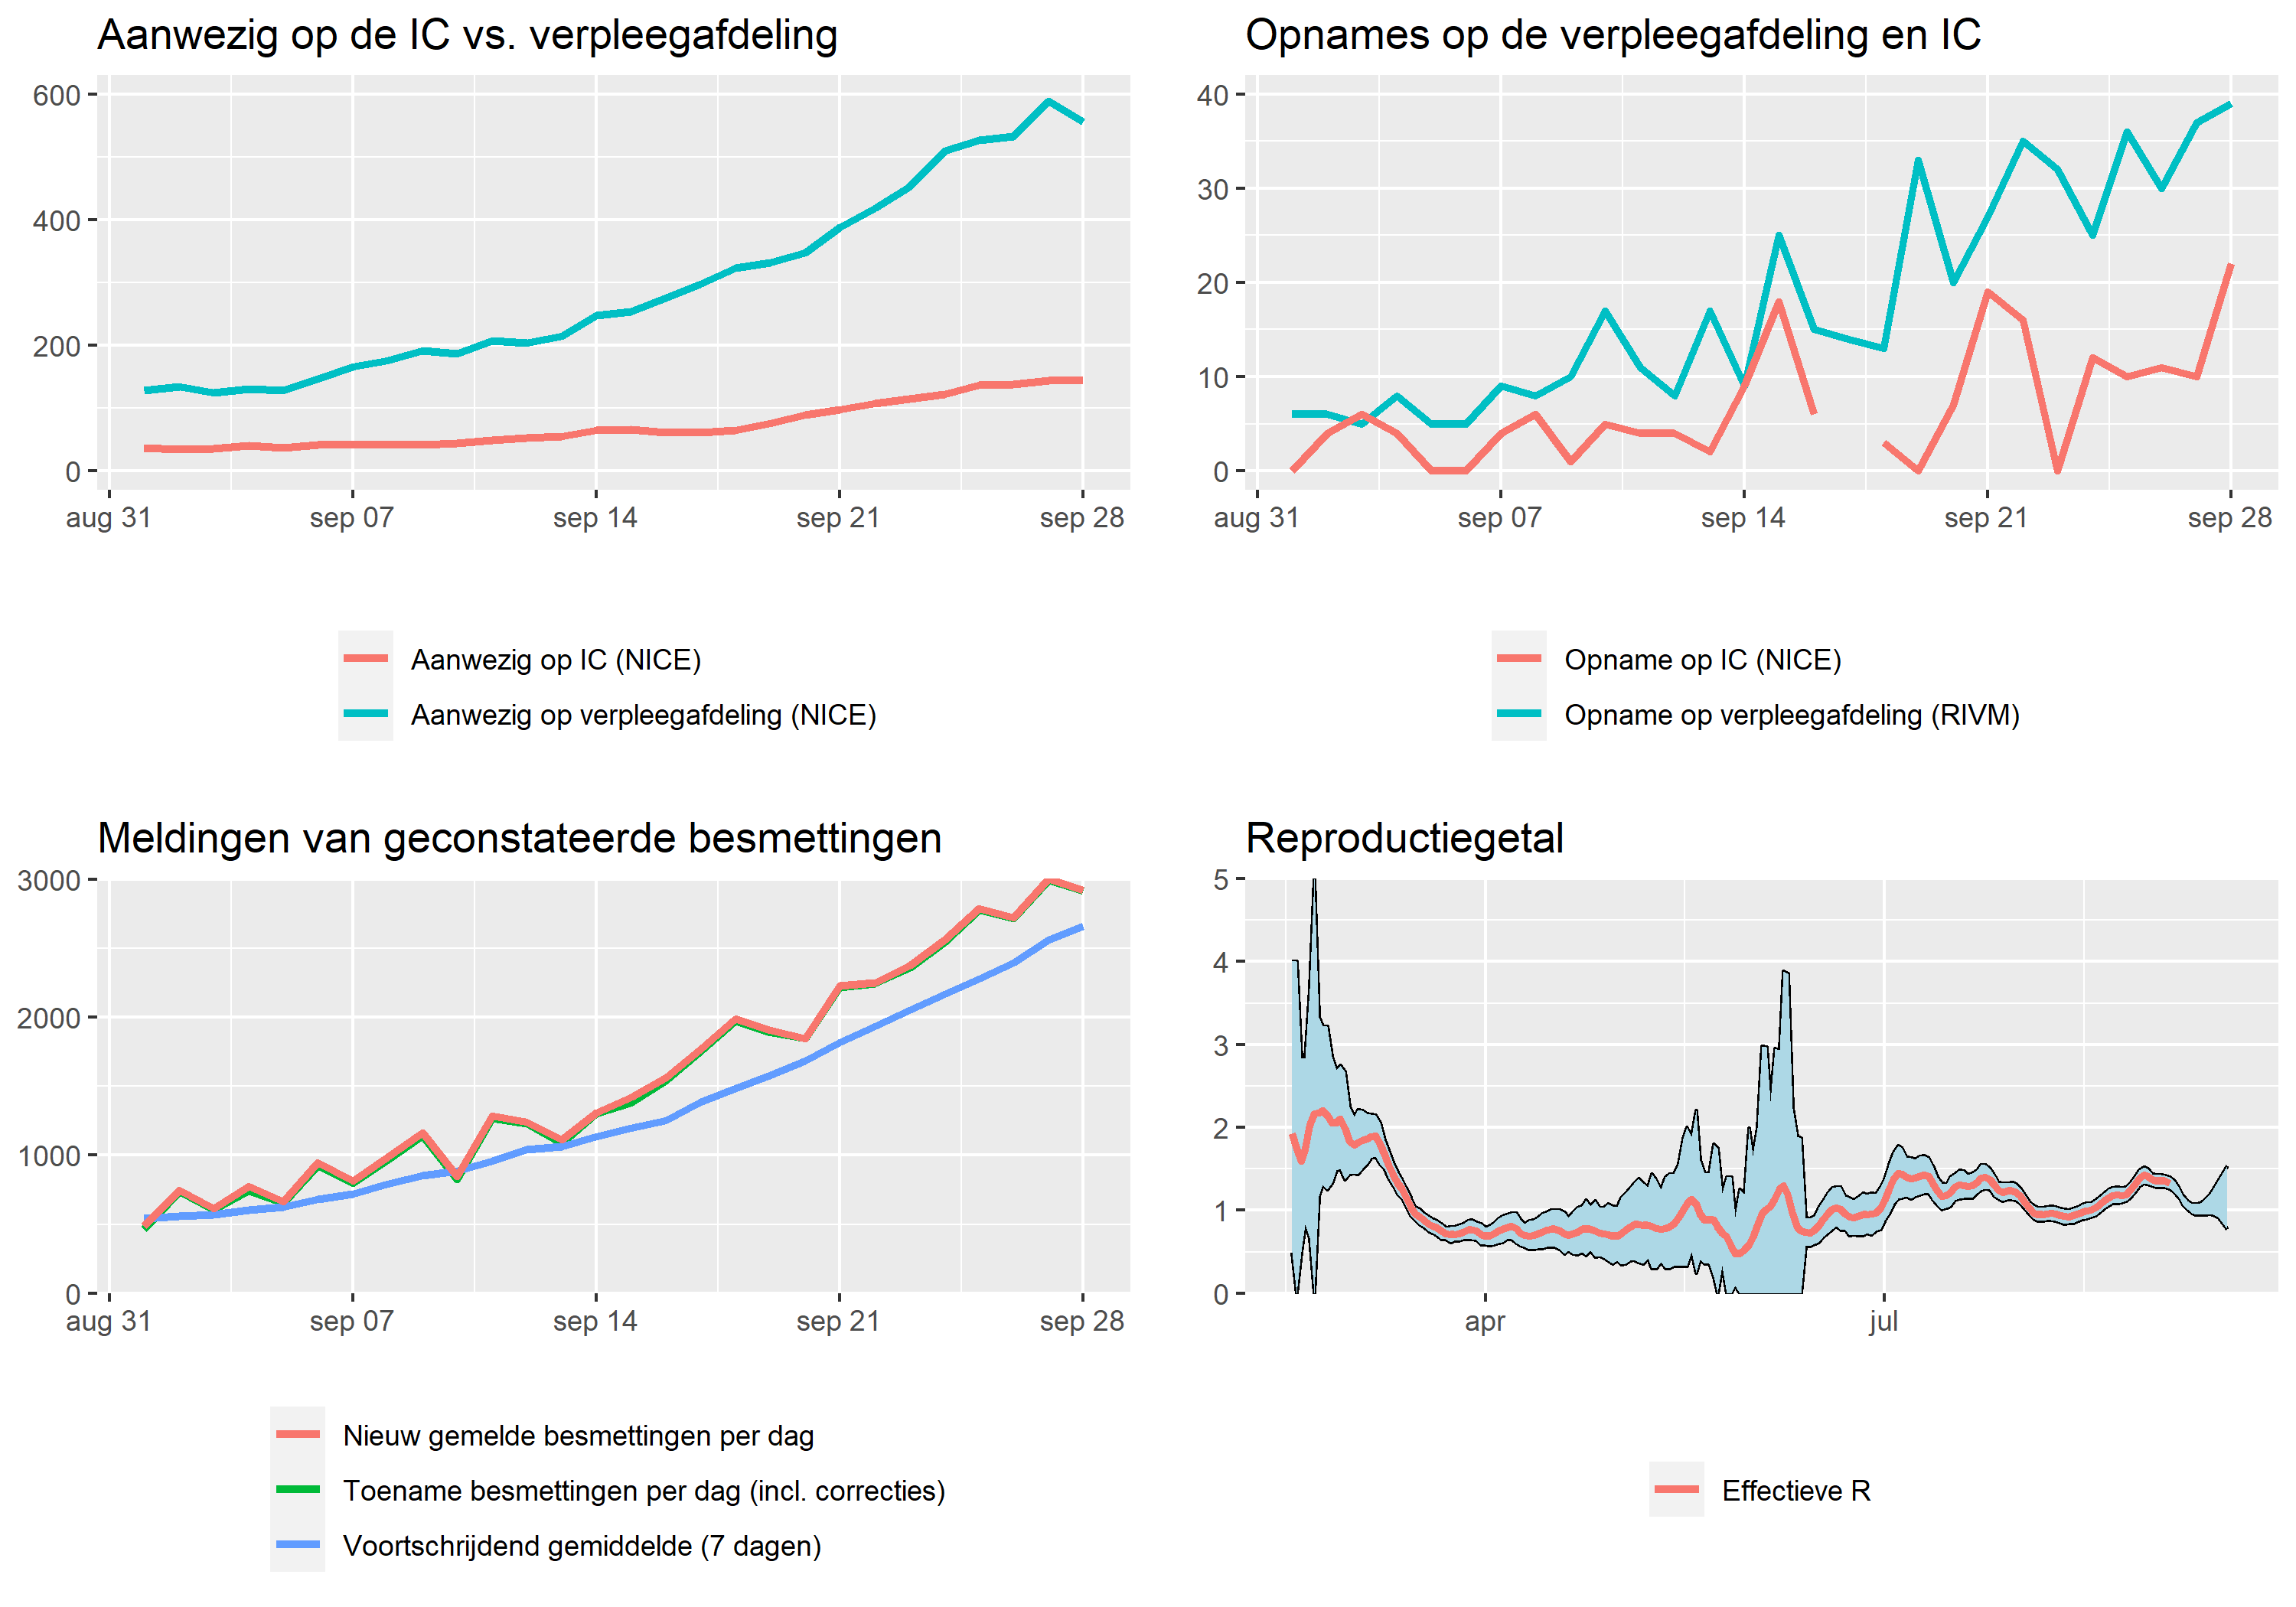 Aanwezig op de IC vs. verpleegafdeling
600
400
200
0
aug 31 sep 07 sep 14 sep 21 sep 28
Aanwezig op IC (NICE)
Aanwezig op verpleegafdeling (NICE)
Opnames op de verpleegafdeling en IC
40
30
20
10
0
aug 31 sep 07 sep 14 sep 21 sep 28
Opname op IC (NICE)
Opname op verpleegafdeling (RIVM)
Meldingen van geconstateerde besmettingen
3000
2000
1000
0
aug 31 sep 07 sep 14 sep 21 sep 28
Nieuw gemelde besmettingen per dag
Toename besmettingen per dag (incl. correcties)
Voortschrijdend gemiddelde (7 dagen)
Reproductiegetal
5
4
3
2
1
0
apr jul
Effectieve R